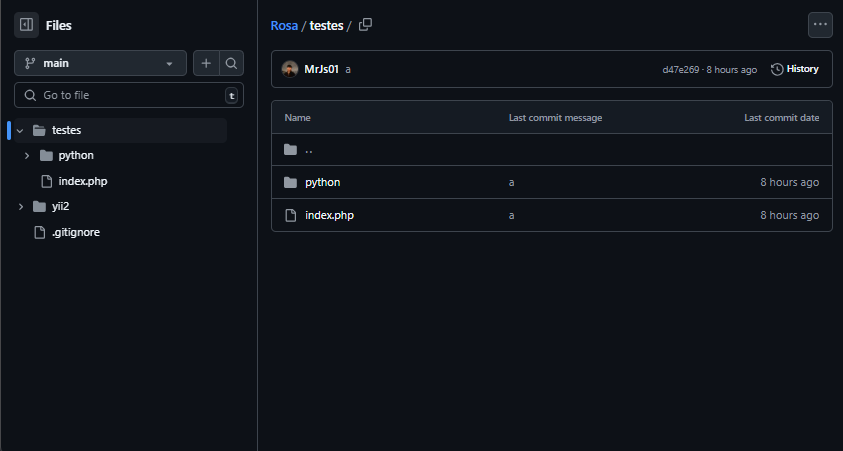 Files
main
Go to file
t
testes
python
index.php
yii2
.gitignore
Rosa / testes /
MrJs01 a d47e269 · 8 hours ago History
Name Last commit message Last commit date
..
python a 8 hours ago
index.php a 8 hours ago